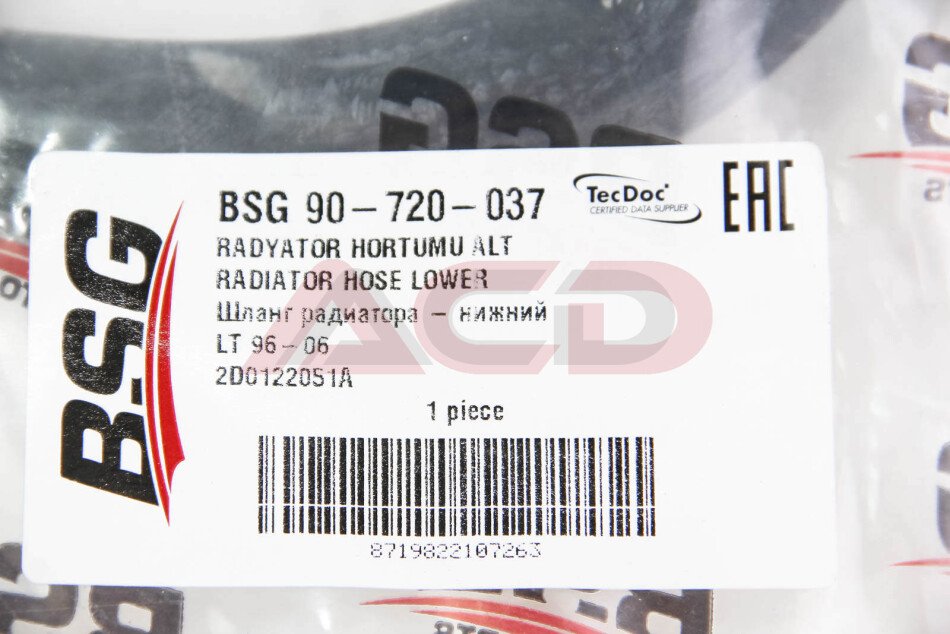 BSG 90-720-037
TecDoc
CERTIFIED DATA SUPPLIER
EAC
RADYATOR HORTUMU ALT
RADIATOR HOSE LOWER
Шланг радиатора - нижний
LT 96-06
2D0122051A
1 piece
8719822107263
BSG
ACD